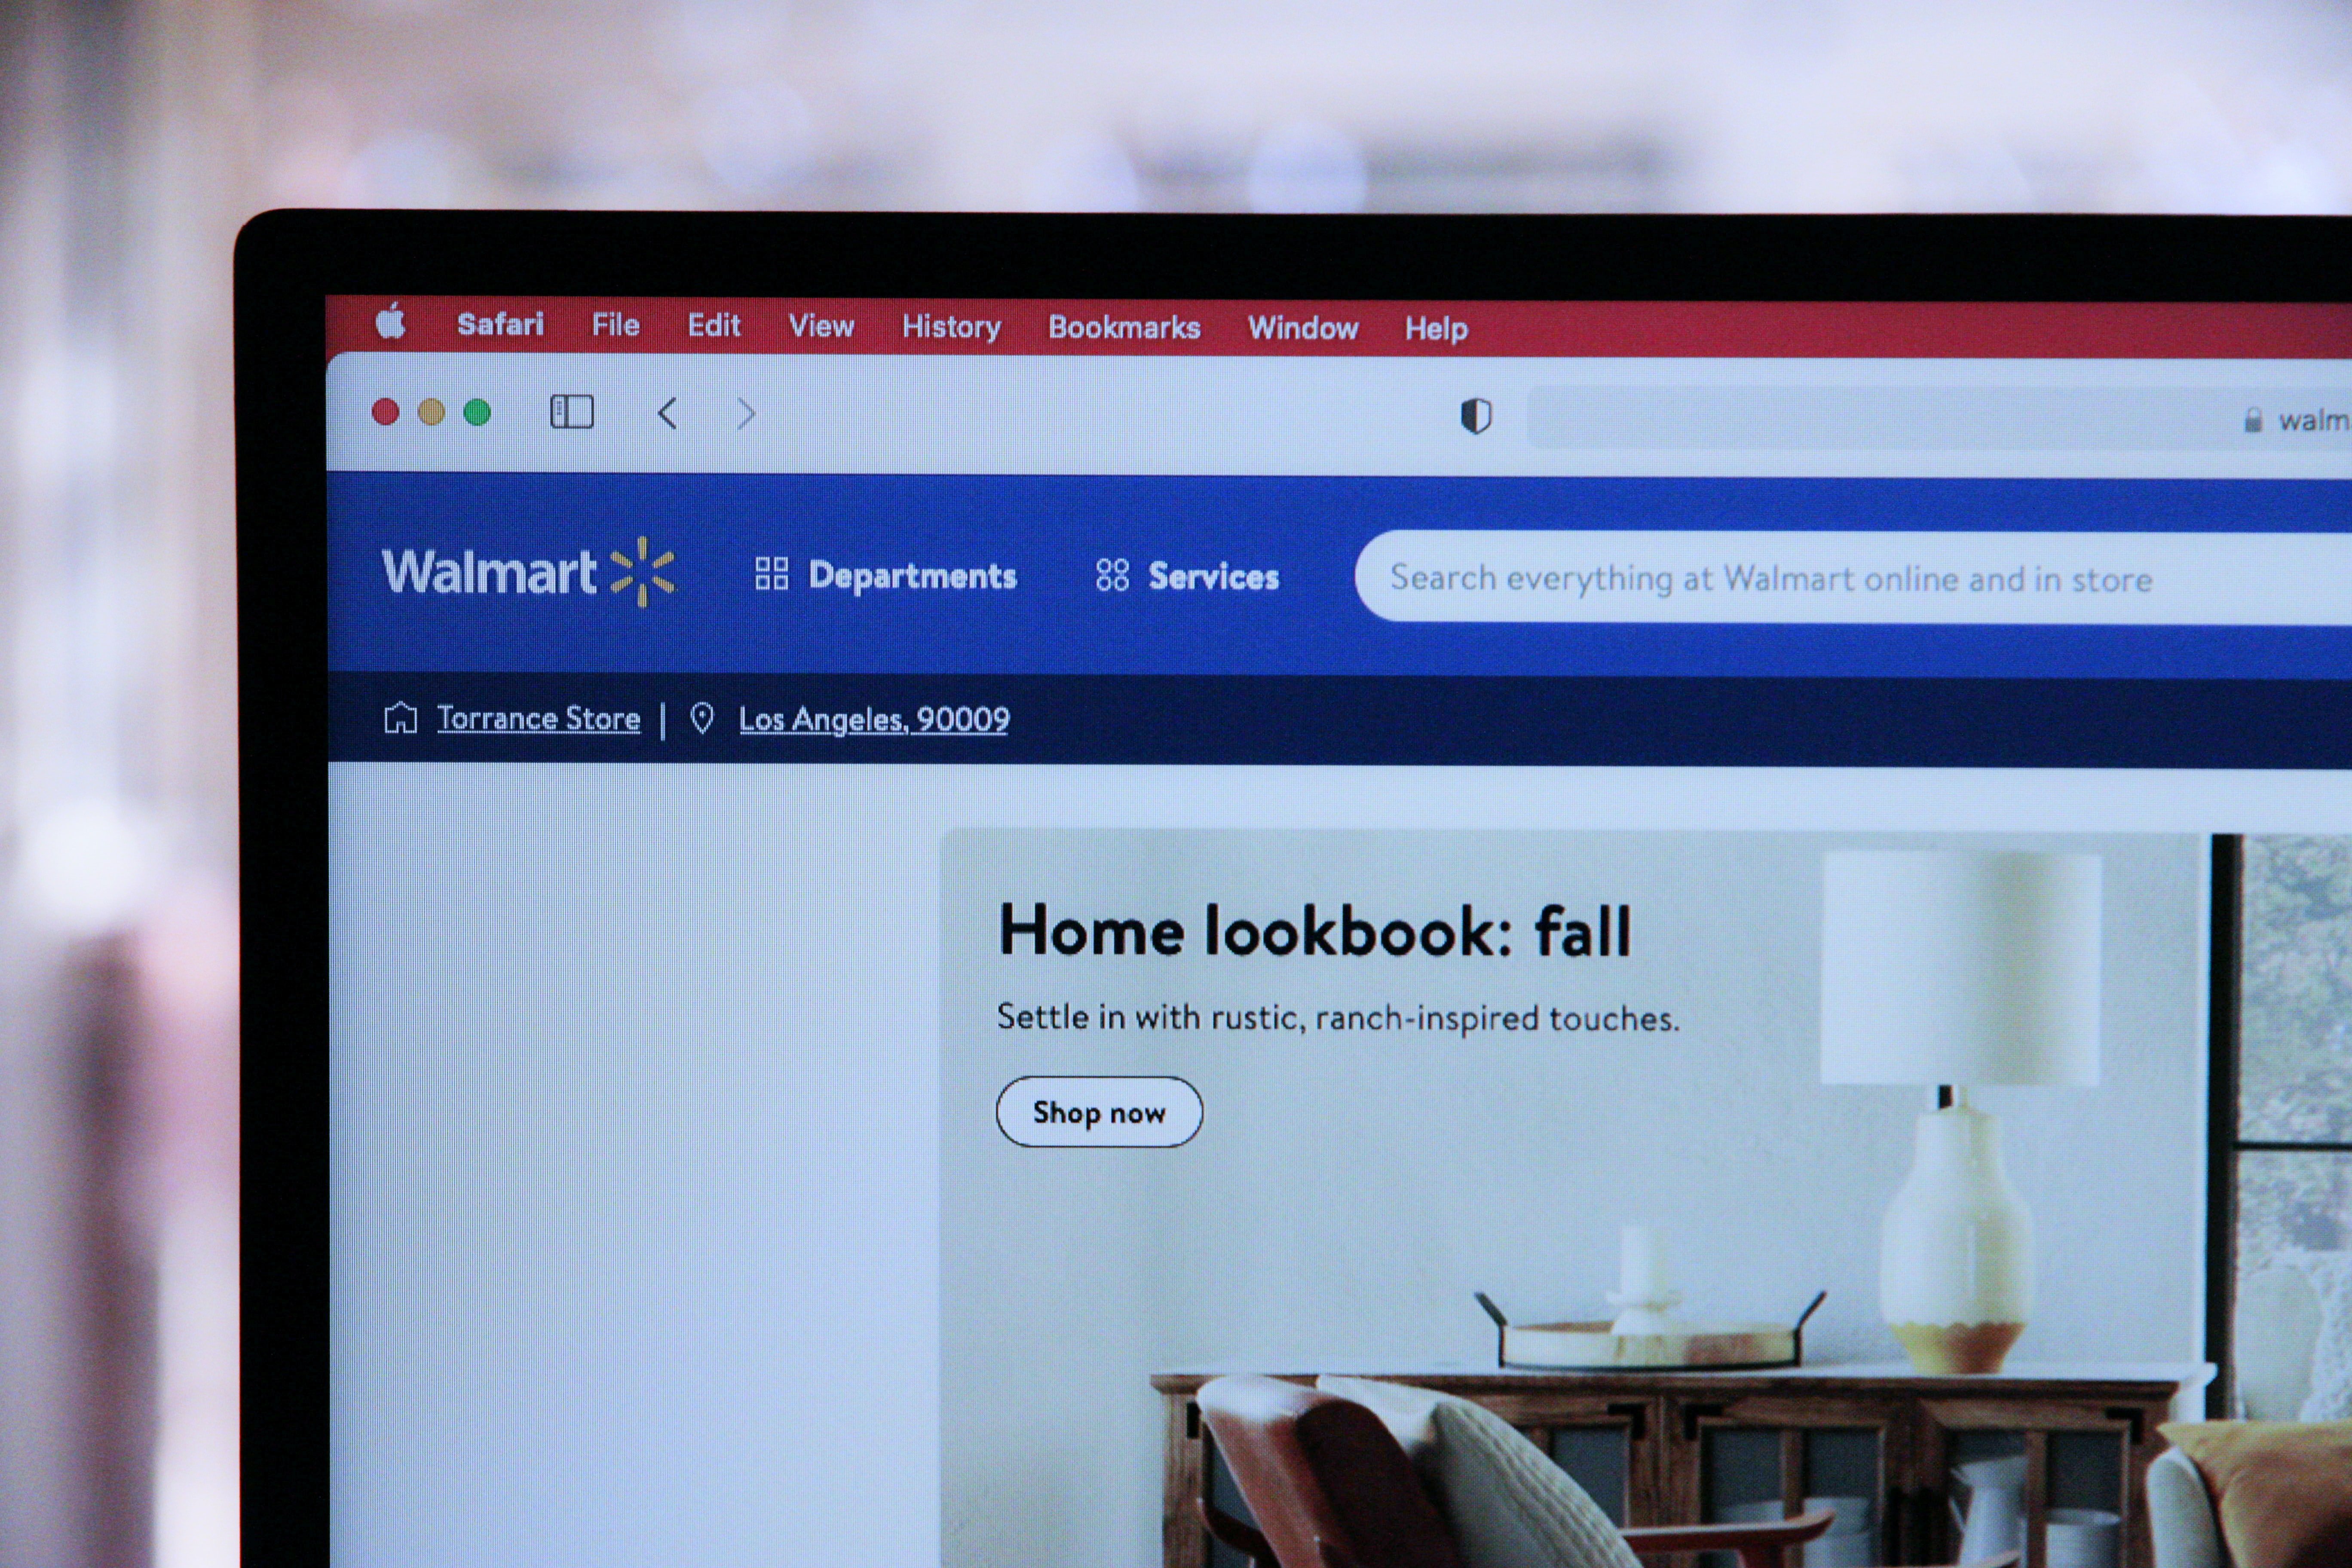 Safari File Edit View History Bookmarks Window Help
walm
Walmart Departments Services Search everything at Walmart online and in store
Torrance Store | Los Angeles, 90009
Home lookbook: fall
Settle in with rustic, ranch-inspired touches.
Shop now